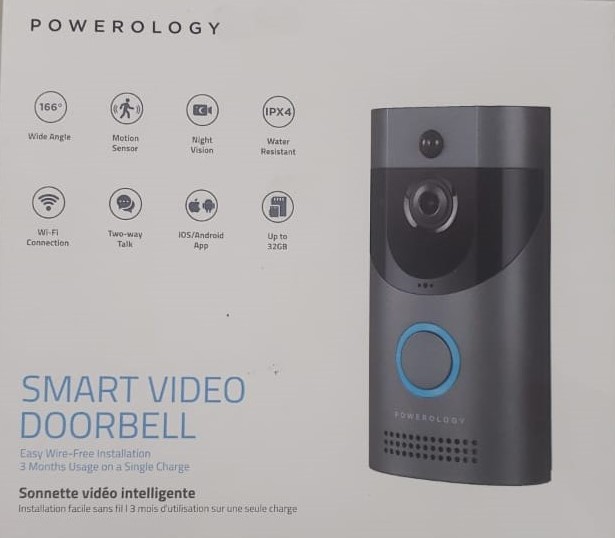 POWEROLOGY
166°
IPX4
Wide Angle
Motion
Sensor
Night
Vision
Water
Resistant
Wi-Fi
Connection
Two-way
Talk
iOS/Android
App
Up to
32GB
POWEROLOGY
SMART VIDEO
DOORBELL
Easy Wire-Free Installation
3 Months Usage on a Single Charge
Sonnette vidéo intelligente
Installation facile sans fil l 3 mois d'utilisation sur une seule charge